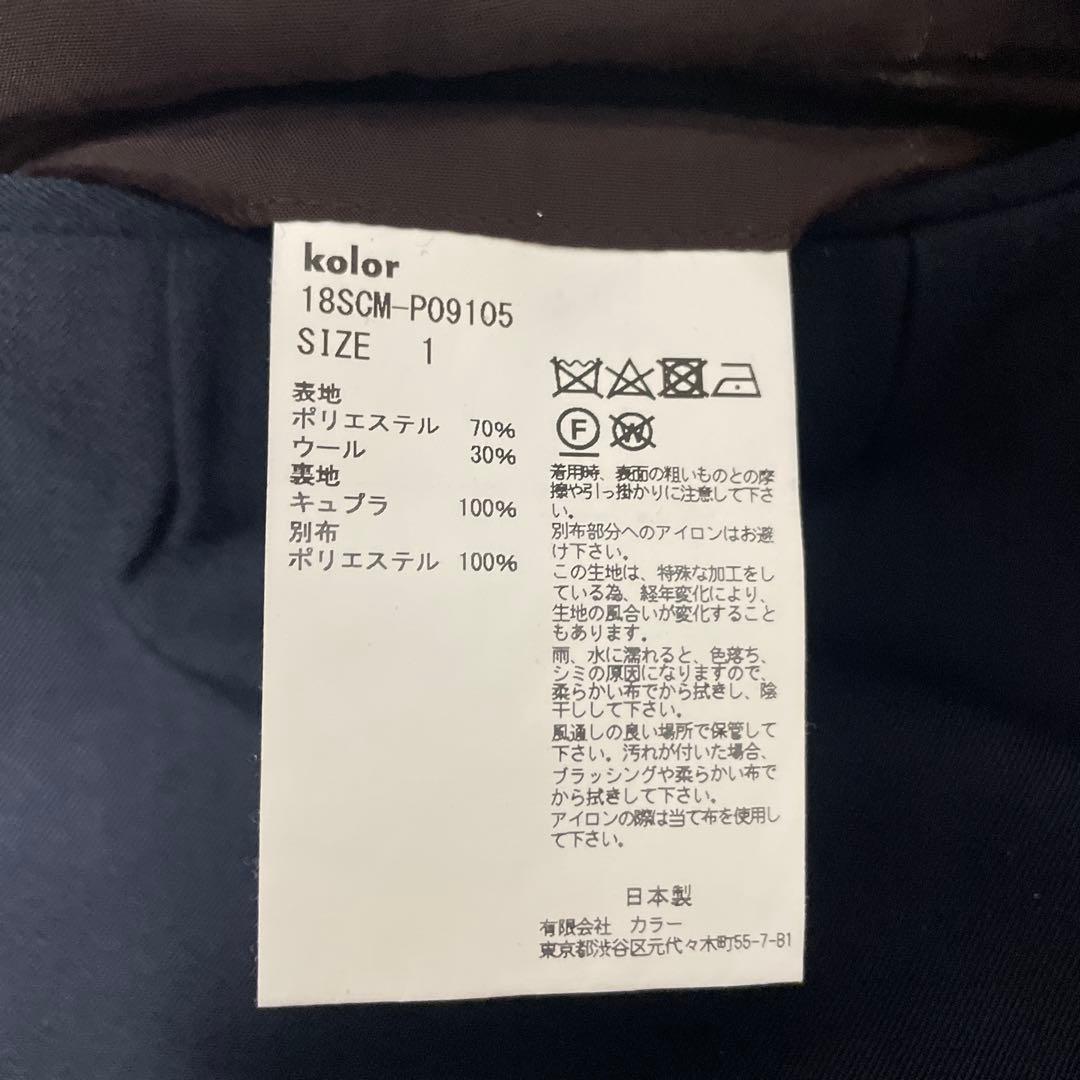 kolor
18SCM-P09105
SIZE 1
表地
ポリエステル 70%
ウール 30%
裏地
キュプラ 100%
別布
ポリエステル 100%
F
W
着用時、表面の粗いものとの摩
擦や引っ掛かりに注意して下さ
い。
別布部分へのアイロンはお避
け下さい。
この生地は、特殊な加工をし
ている為、経年変化により、
生地の風合いが変化すること
もあります。
雨、水に濡れると、色落ち、
シミの原因になりますので、
柔らかい布でから拭きし、陰
干しして下さい。
風通しの良い場所で保管して
下さい。汚れが付いた場合、
ブラッシングや柔らかい布で
から拭きして下さい。
アイロンの際は当て布を使用し
て下さい。
日本製
有限会社 カラー
東京都渋谷区元代々木町55-7-B1